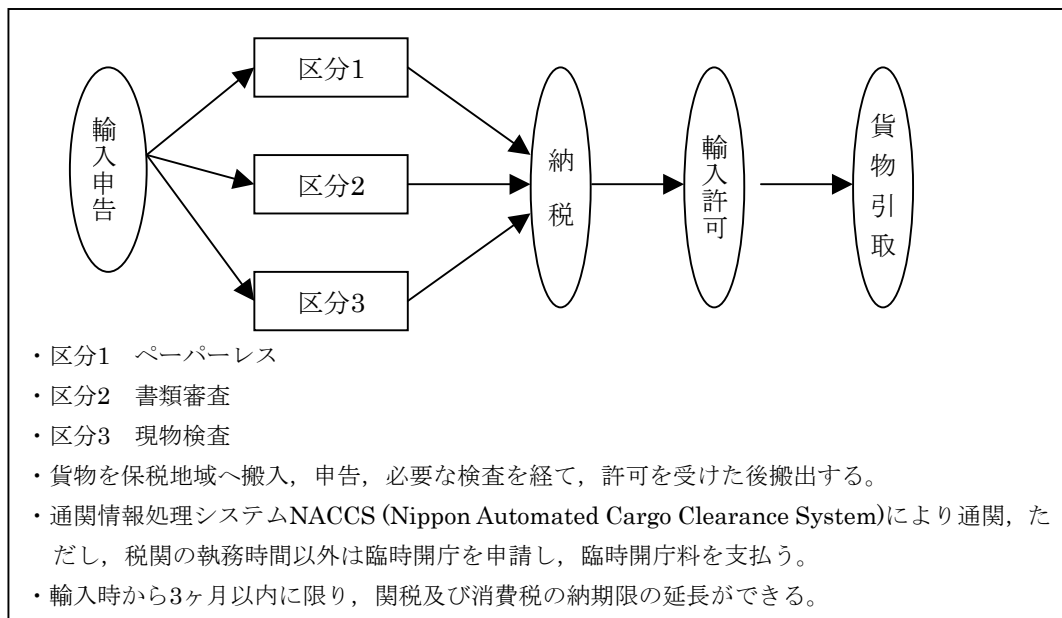 輸入申告
区分1
区分2
区分3
納税
輸入許可
貨物引取
・区分1　ペーパーレス
・区分2　書類審査
・区分3　現物検査
・貨物を保税地域へ搬入，申告，必要な検査を経て，許可を受けた後搬出する。
・通関情報処理システムNACCS (Nippon Automated Cargo Clearance System)により通関，た
だし，税関の執務時間以外は臨時開庁を申請し，臨時開庁料を支払う。
・輸入時から3ヶ月以内に限り，関税及び消費税の納期限の延長ができる。